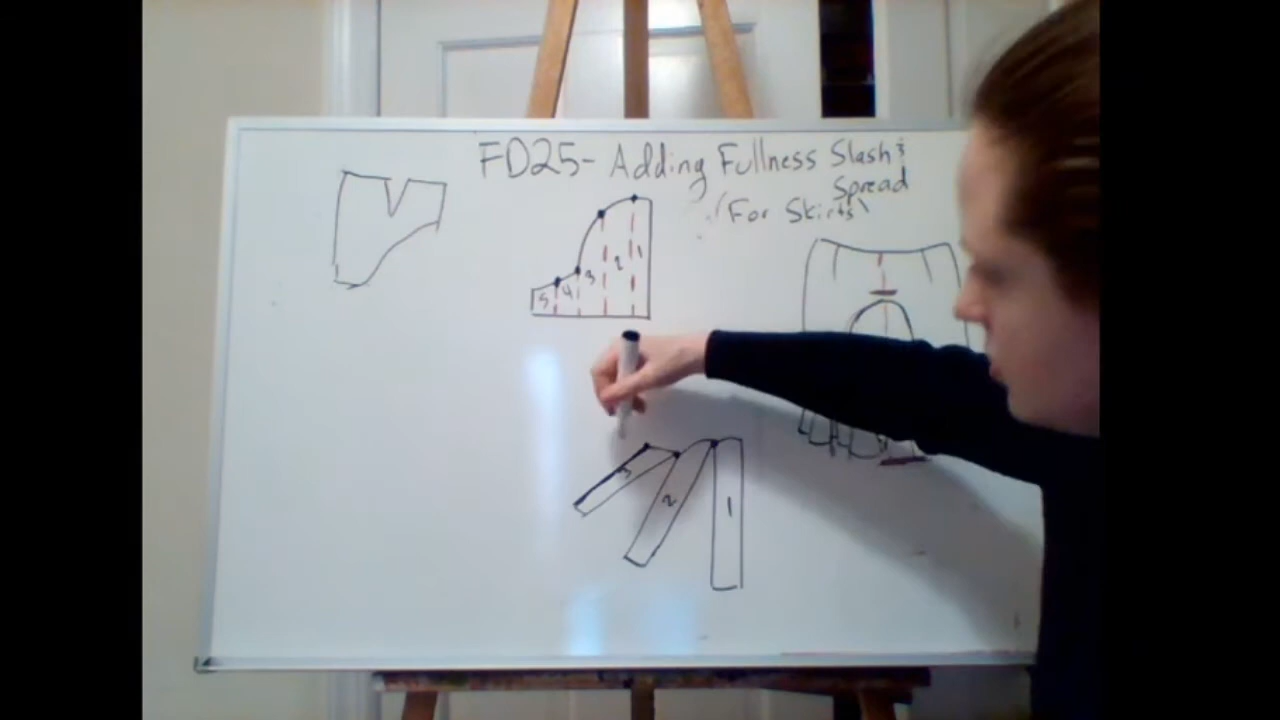 FD25- Adding Fullness Slash &
Spread
(For Skirts)
5 4 3 2 1
3 2 1